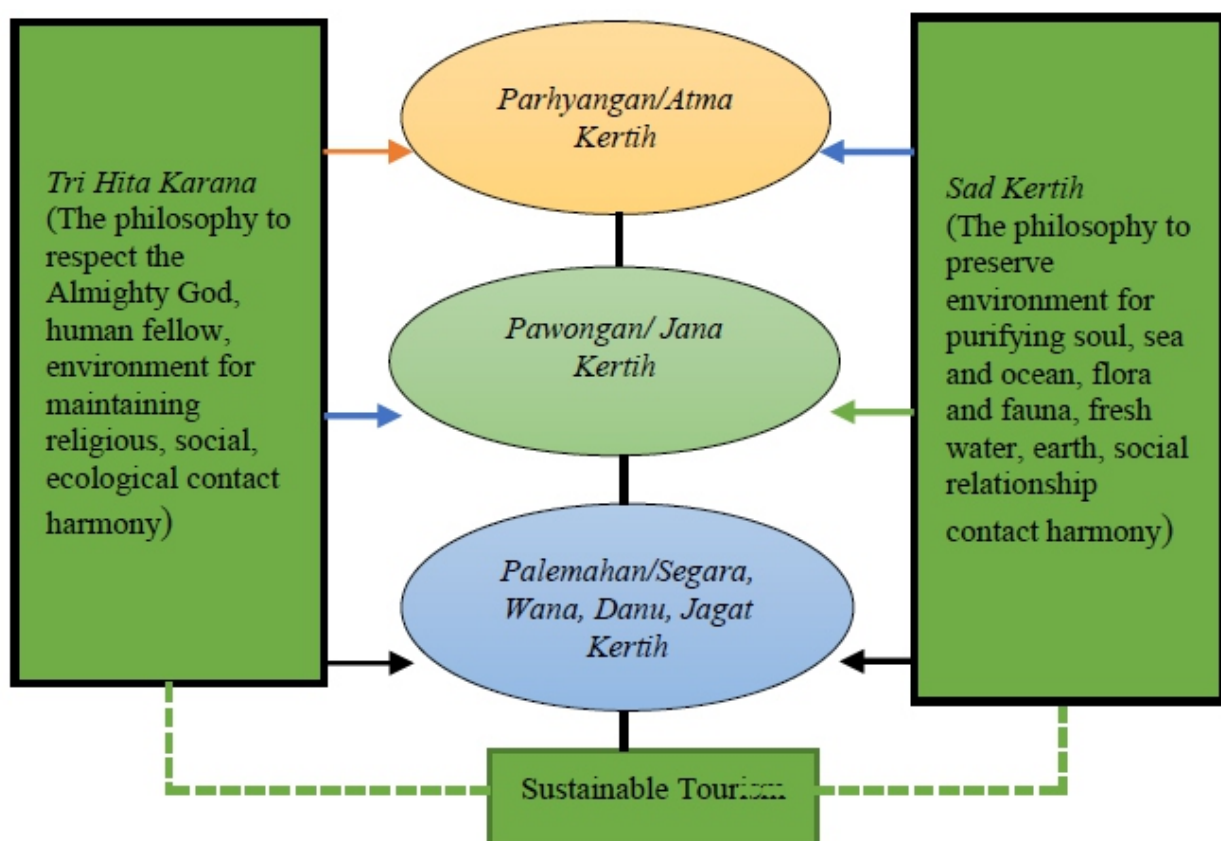 Tri Hita Karana
(The philosophy to
respect the
Almighty God,
human fellow,
environment for
maintaining
religious, social,
ecological contact
harmony)
Parhyangan/Atma
Kertih
Pawongan/ Jana
Kertih
Palemahan/Segara,
Wana, Danu, Jagat
Kertih
Sad Kertih
(The philosophy to
preserve
environment for
purifying soul, sea
and ocean, flora
and fauna, fresh
water, earth, social
relationship
contact harmony)
Sustainable Tourism